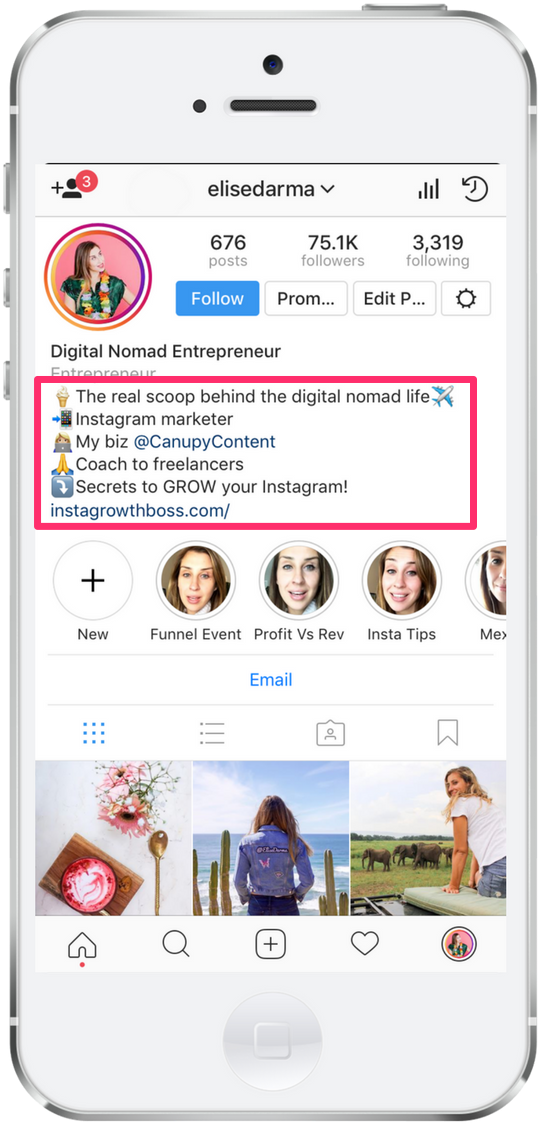 3
elisedarma
676 75.1K 3,319
posts followers following
Follow Prom... Edit P...
Digital Nomad Entrepreneur
Entrepreneur
🍦The real scoop behind the digital nomad life✈️
📲Instagram marketer
👩‍💻My biz @CanupyContent
🙏Coach to freelancers
⤵️Secrets to GROW your Instagram!
instagrowthboss.com/
New Funnel Event Profit Vs Rev Insta Tips Mex
Email